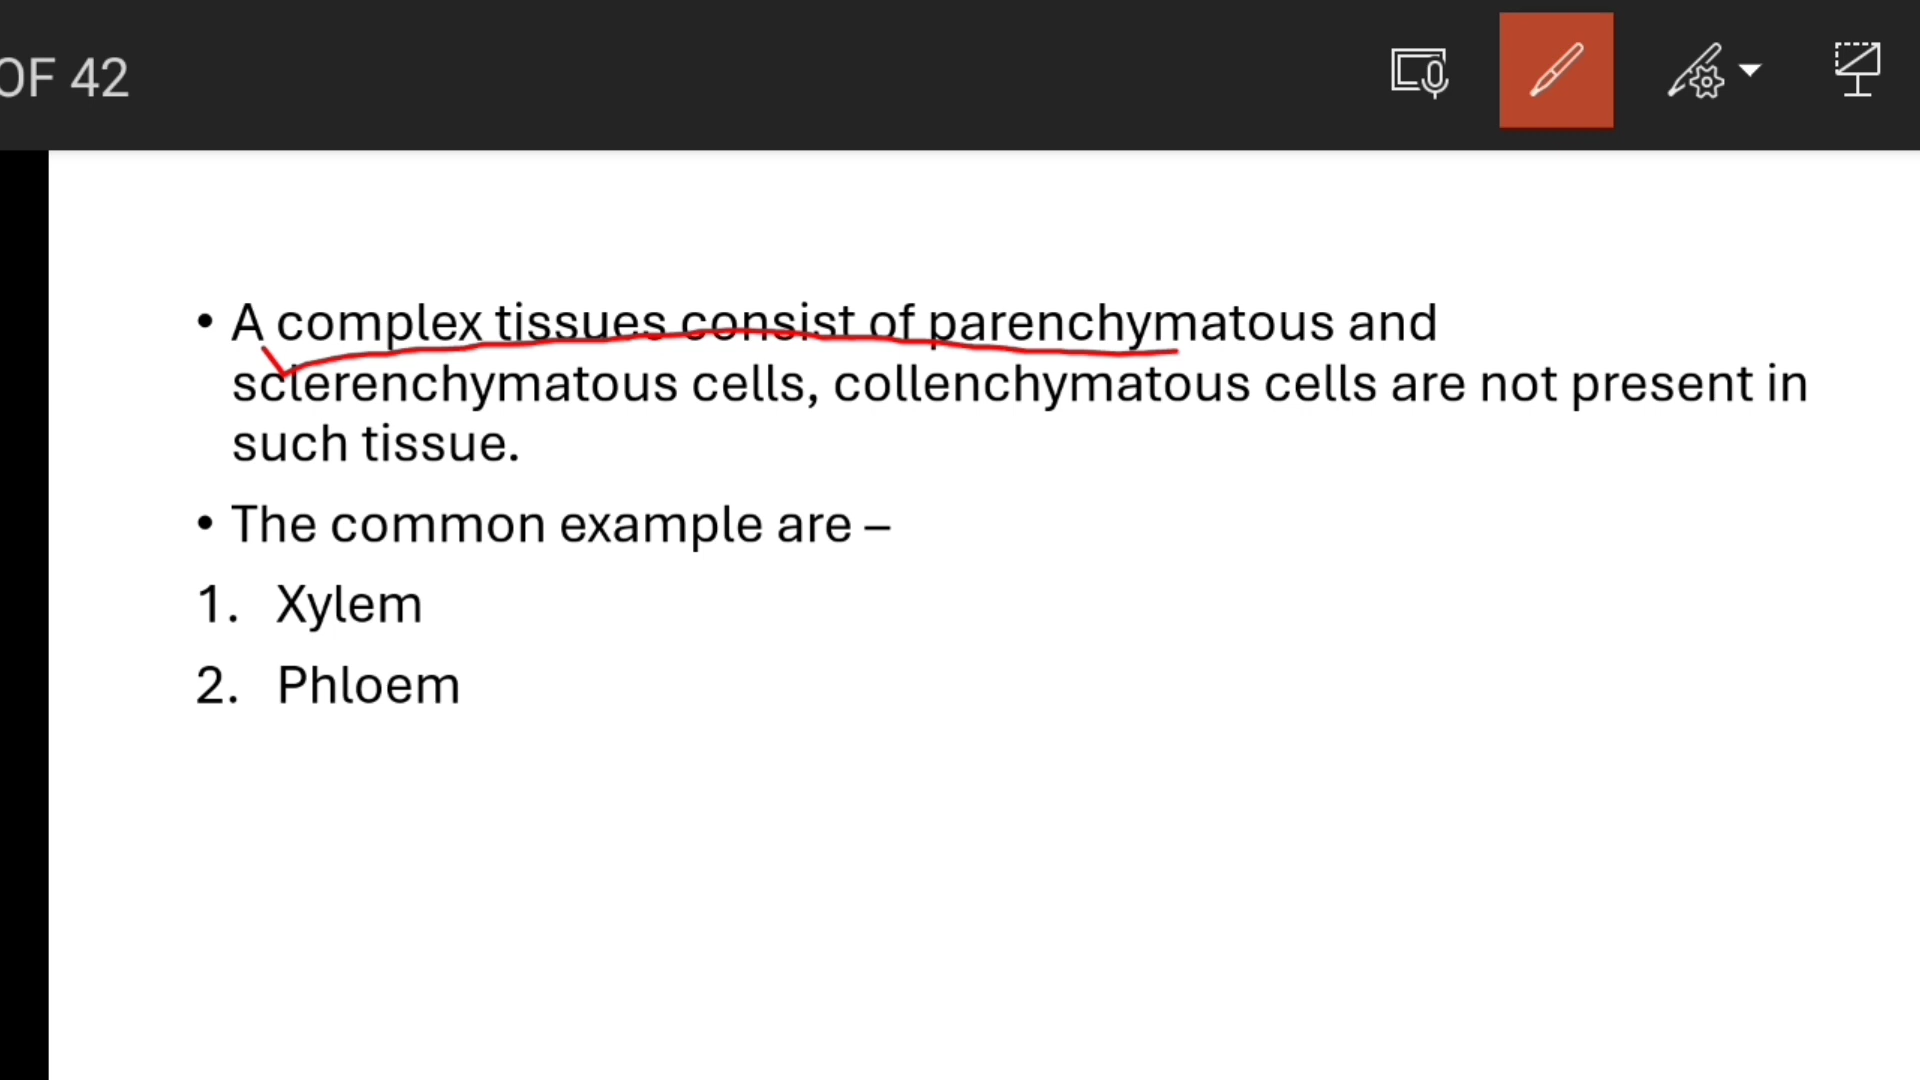 OF 42
• A complex tissues consist of parenchymatous and
sclerenchymatous cells, collenchymatous cells are not present in
such tissue.
• The common example are –
1. Xylem
2. Phloem